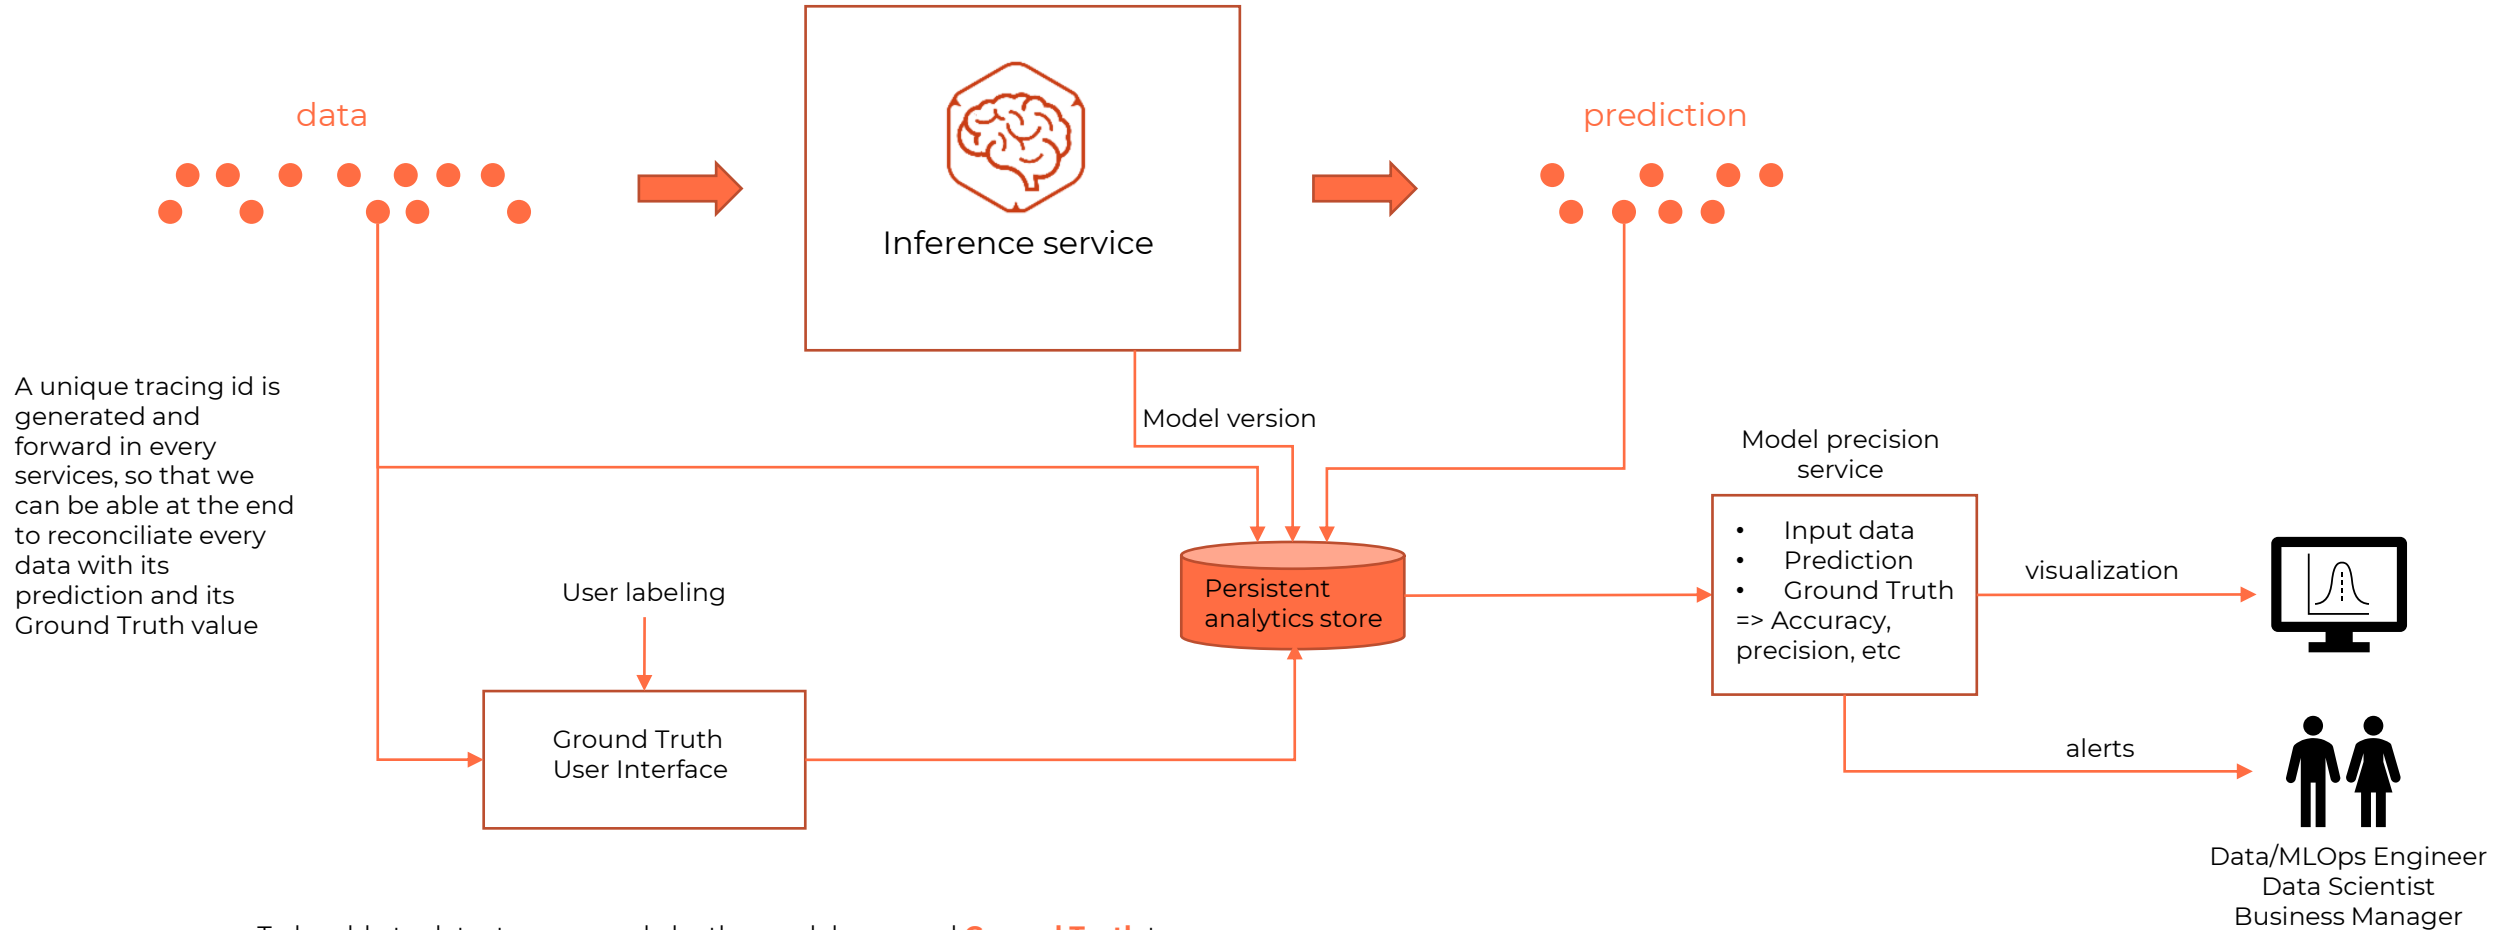 data
Inference service
prediction
A unique tracing id is
generated and
forward in every
services, so that we
can be able at the end
to reconciliate every
data with its
prediction and its
Ground Truth value
Model version
User labeling
Ground Truth
User Interface
Persistent
analytics store
Model precision
service
• Input data
• Prediction
• Ground Truth
=> Accuracy,
precision, etc
visualization
alerts
Data/MLOps Engineer
Data Scientist
Business Manager